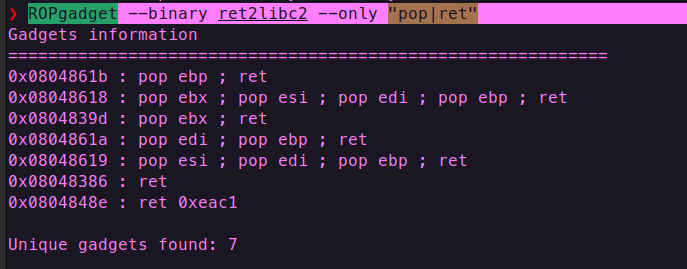 ❯ ROPgadget --binary ret2libc2 --only "pop|ret"
Gadgets information
============================================================
0x0804861b : pop ebp ; ret
0x08048618 : pop ebx ; pop esi ; pop edi ; pop ebp ; ret
0x0804839d : pop ebx ; ret
0x0804861a : pop edi ; pop ebp ; ret
0x08048619 : pop esi ; pop edi ; pop ebp ; ret
0x08048386 : ret
0x0804848e : ret 0xeac1
Unique gadgets found: 7